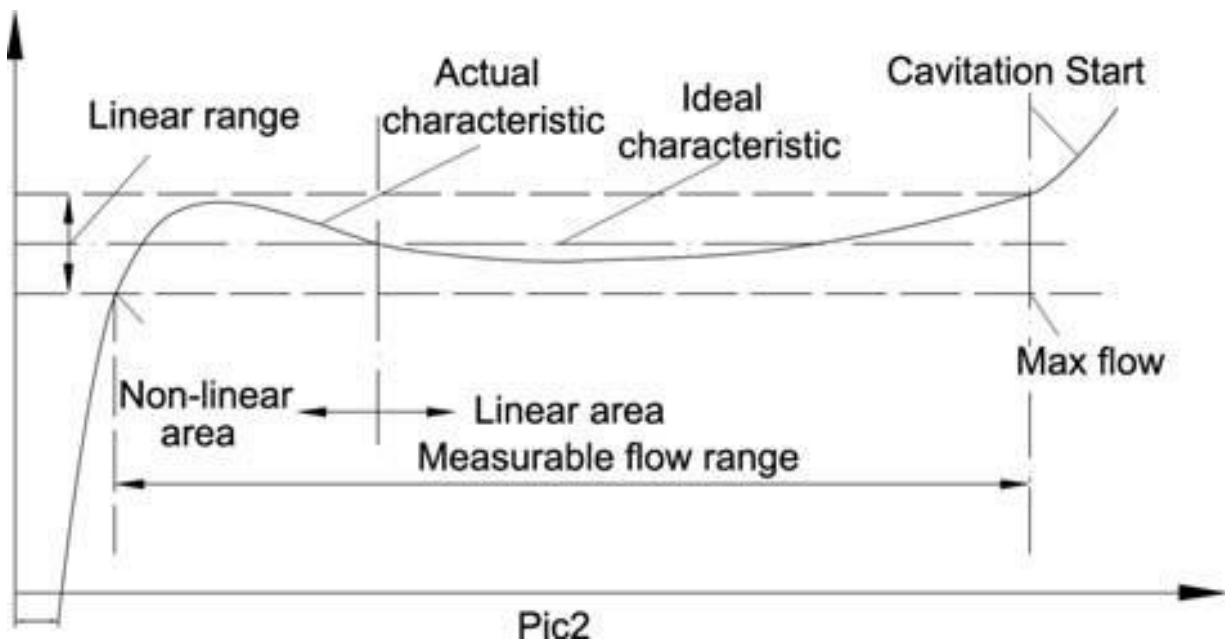 Cavitation Start
Actual
characteristic
Ideal
characteristic
Linear range
Max flow
Non-linear
area
Linear area
Measurable flow range
Pic2